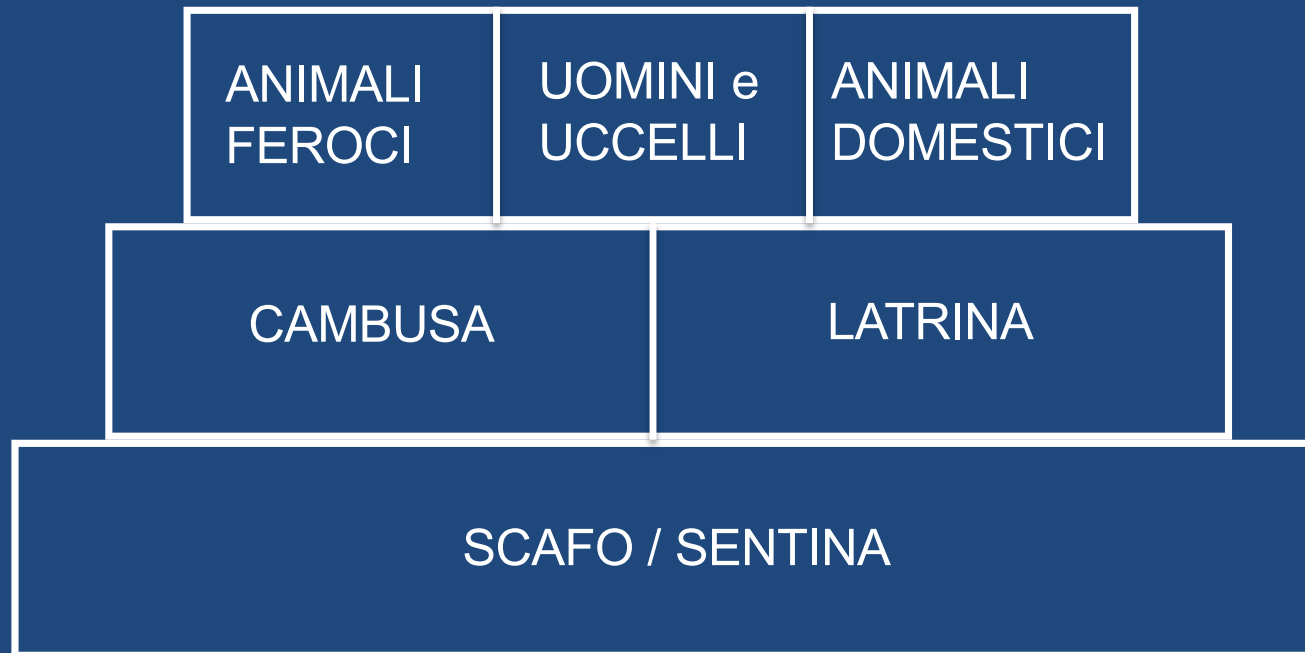 ANIMALI
FEROCI
UOMINI e
UCCELLI
ANIMALI
DOMESTICI
CAMBUSA
LATRINA
SCAFO / SENTINA